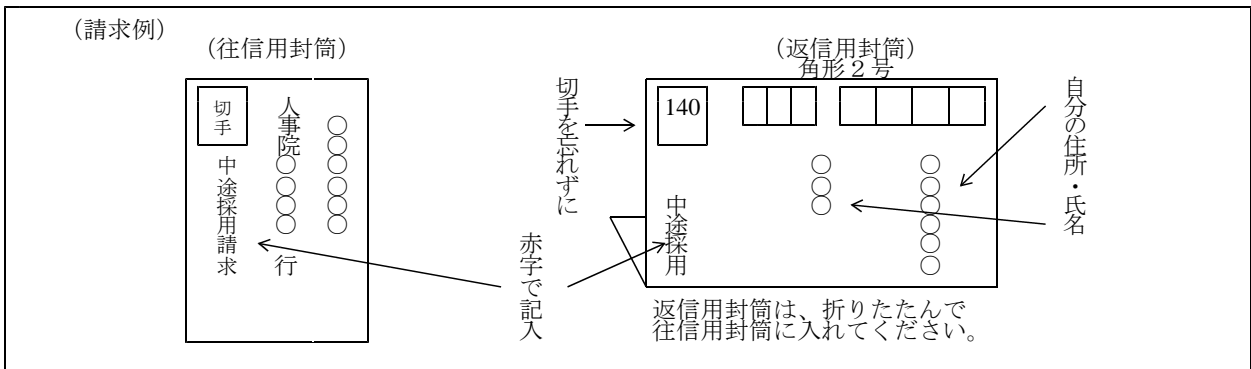 （請求例）
（往信用封筒）
切手
人事院○○○○　行
○○○○○○
中途採用請求
（返信用封筒）
角形２号
切手を忘れずに
140
自分の住所・氏名
○○○○○○
○○○
中途採用
赤字で記入
返信用封筒は、折りたたんで
往信用封筒に入れてください。